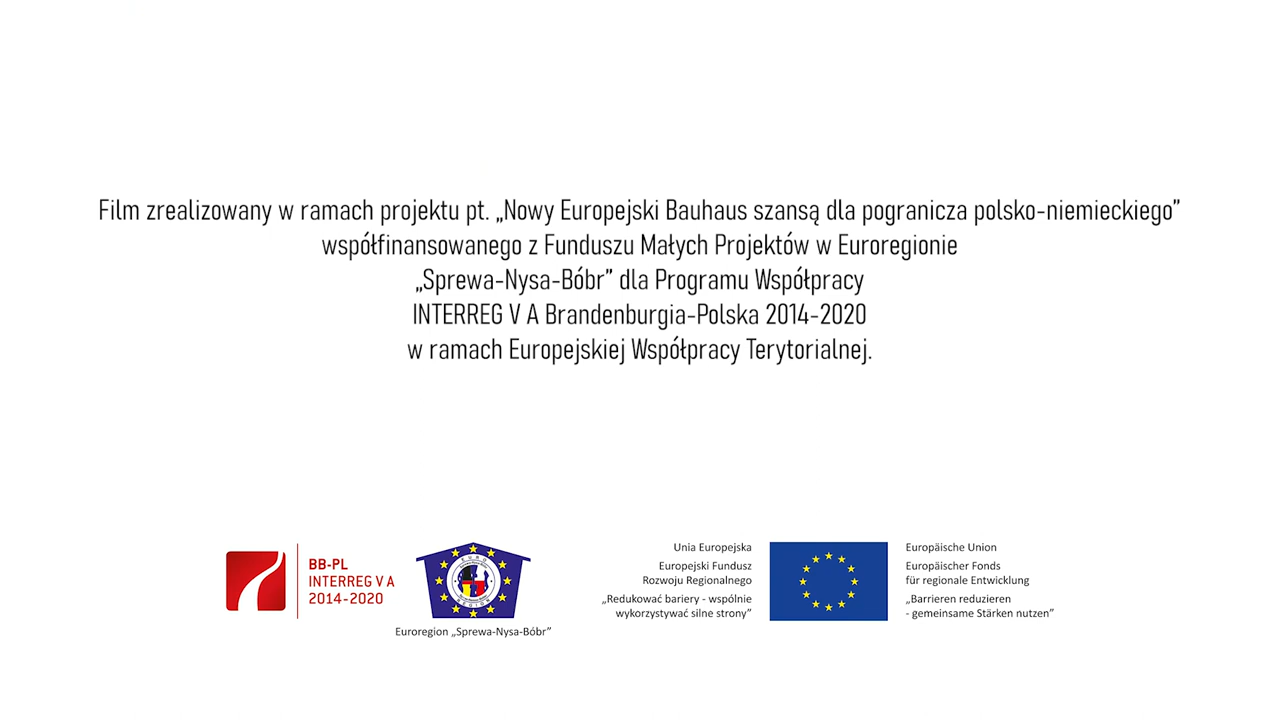 Film zrealizowany w ramach projektu pt. „Nowy Europejski Bauhaus szansą dla pogranicza polsko-niemieckiego”
współfinansowanego z Funduszu Małych Projektów w Euroregionie
„Sprewa-Nysa-Bóbr” dla Programu Współpracy
INTERREG V A Brandenburgia-Polska 2014-2020
w ramach Europejskiej Współpracy Terytorialnej.
BB-PL
INTERREG V A
2014-2020
EURO
REGION
Euroregion „Sprewa-Nysa-Bóbr”
Unia Europejska
Europejski Fundusz
Rozwoju Regionalnego
„Redukować bariery - wspólnie
wykorzystywać silne strony”
Europäische Union
Europäischer Fonds
für regionale Entwicklung
„Barrieren reduzieren
- gemeinsame Stärken nutzen”